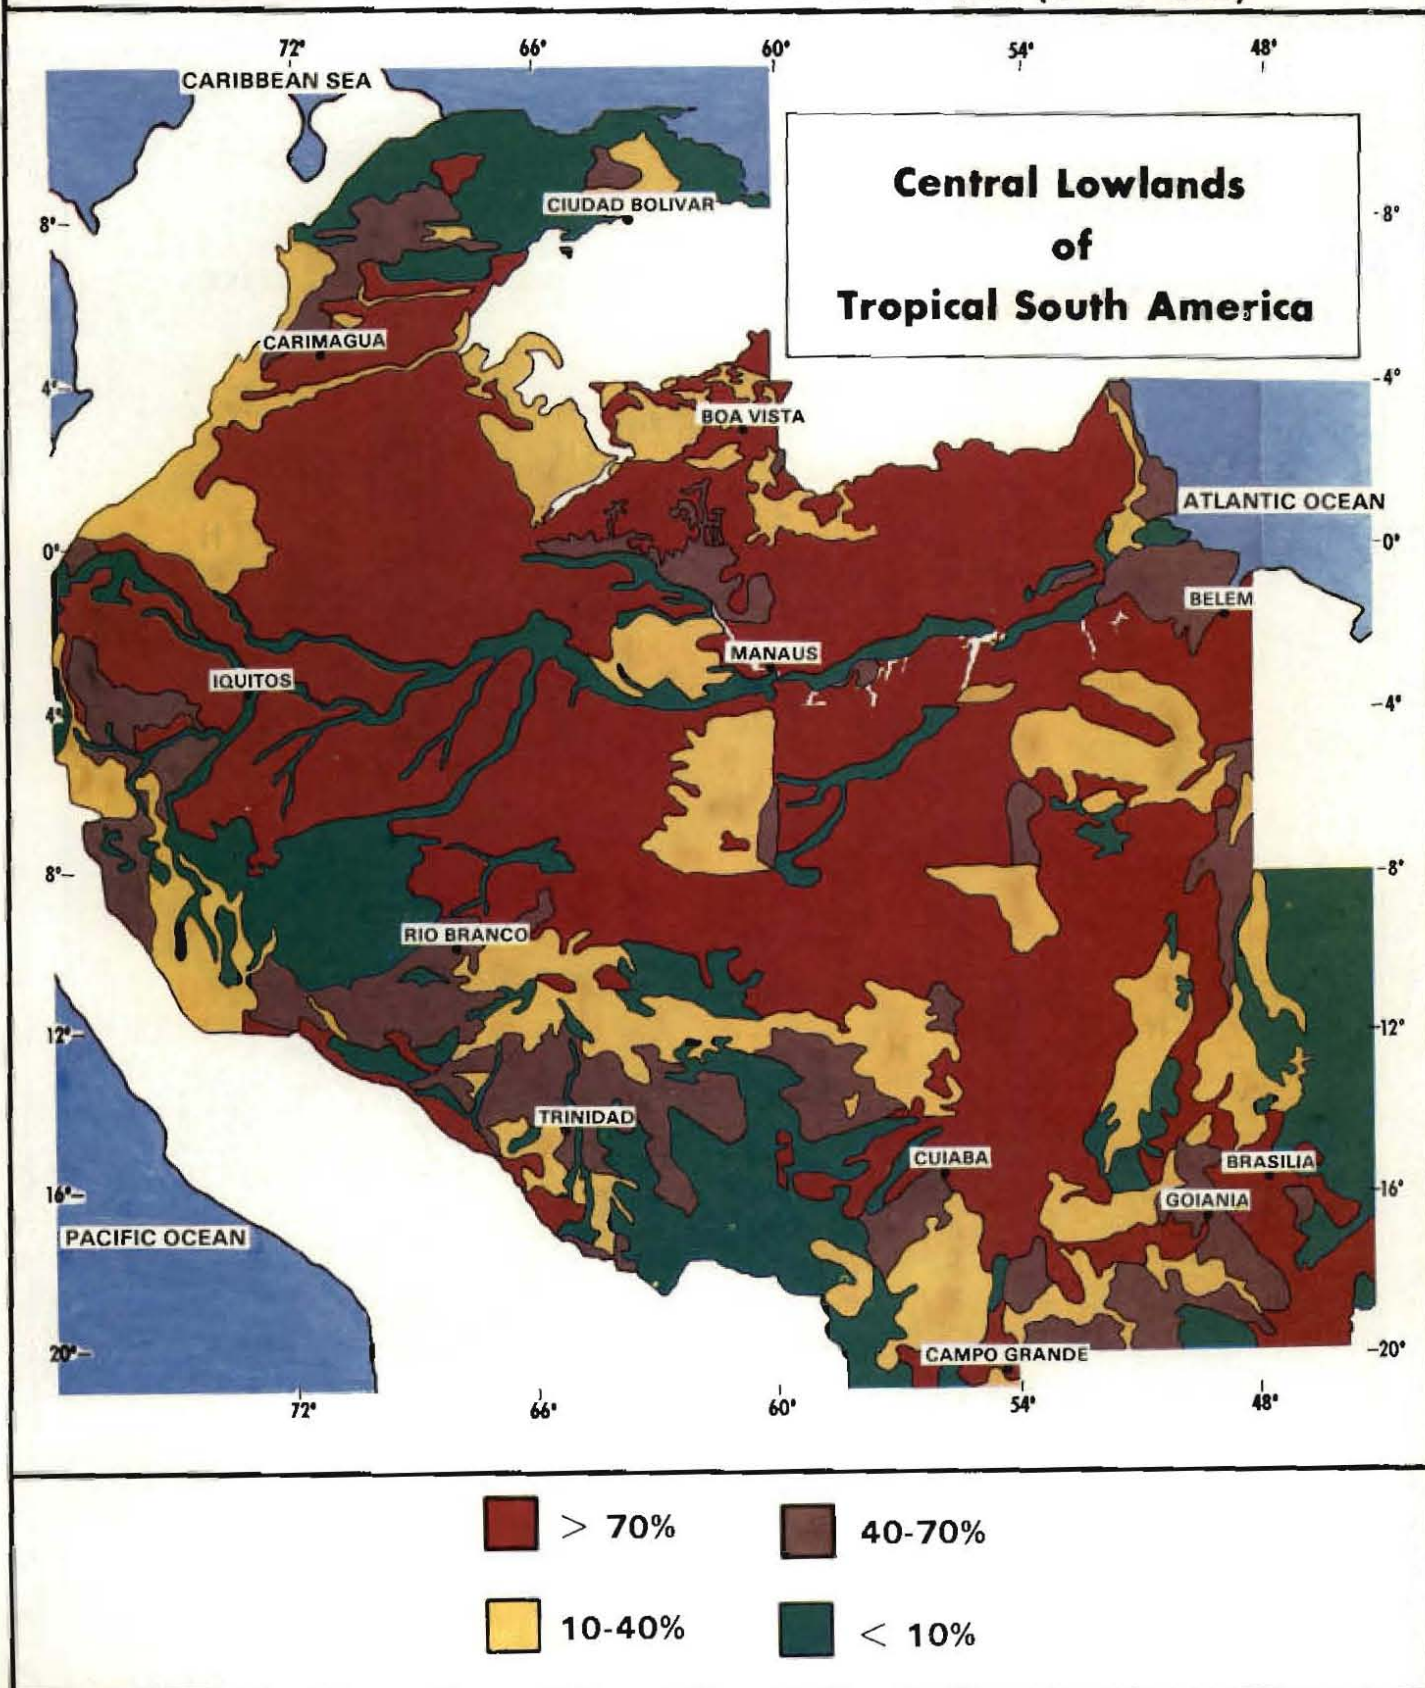 72° 66° 60° 54° 48°
CARIBBEAN SEA
Central Lowlands
of
Tropical South America
CIUDAD BOLIVAR
8° 8°
CARIMAGUA
4° 4°
BOA VISTA
ATLANTIC OCEAN
0° 0°
BELEM
MANAUS
IQUITOS
4° 4°
8° 8°
RIO BRANCO
12° 12°
TRINIDAD
CUIABA
BRASILIA
16° 16°
GOIANIA
PACIFIC OCEAN
20° 20°
CAMPO GRANDE
72° 66° 60° 54° 48°
> 70% 40-70%
10-40% < 10%